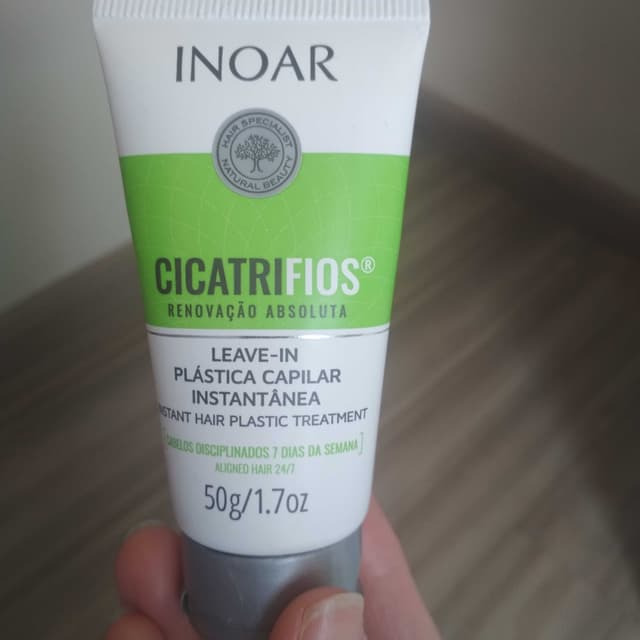 INOAR
HAIR SPECIALIST
NATURAL BEAUTY
CICATRIFIOS®
RENOVAÇÃO ABSOLUTA
LEAVE-IN
PLÁSTICA CAPILAR
INSTANTÂNEA
INSTANT HAIR PLASTIC TREATMENT
[CABELOS DISCIPLINADOS 7 DIAS DA SEMANA]
ALIGNED HAIR 24/7
50g/1.7oz